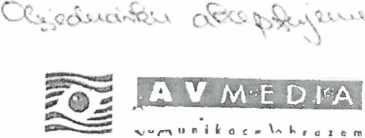 Objednávku akceptujeme
AV MEDIA
komunikace obrazem